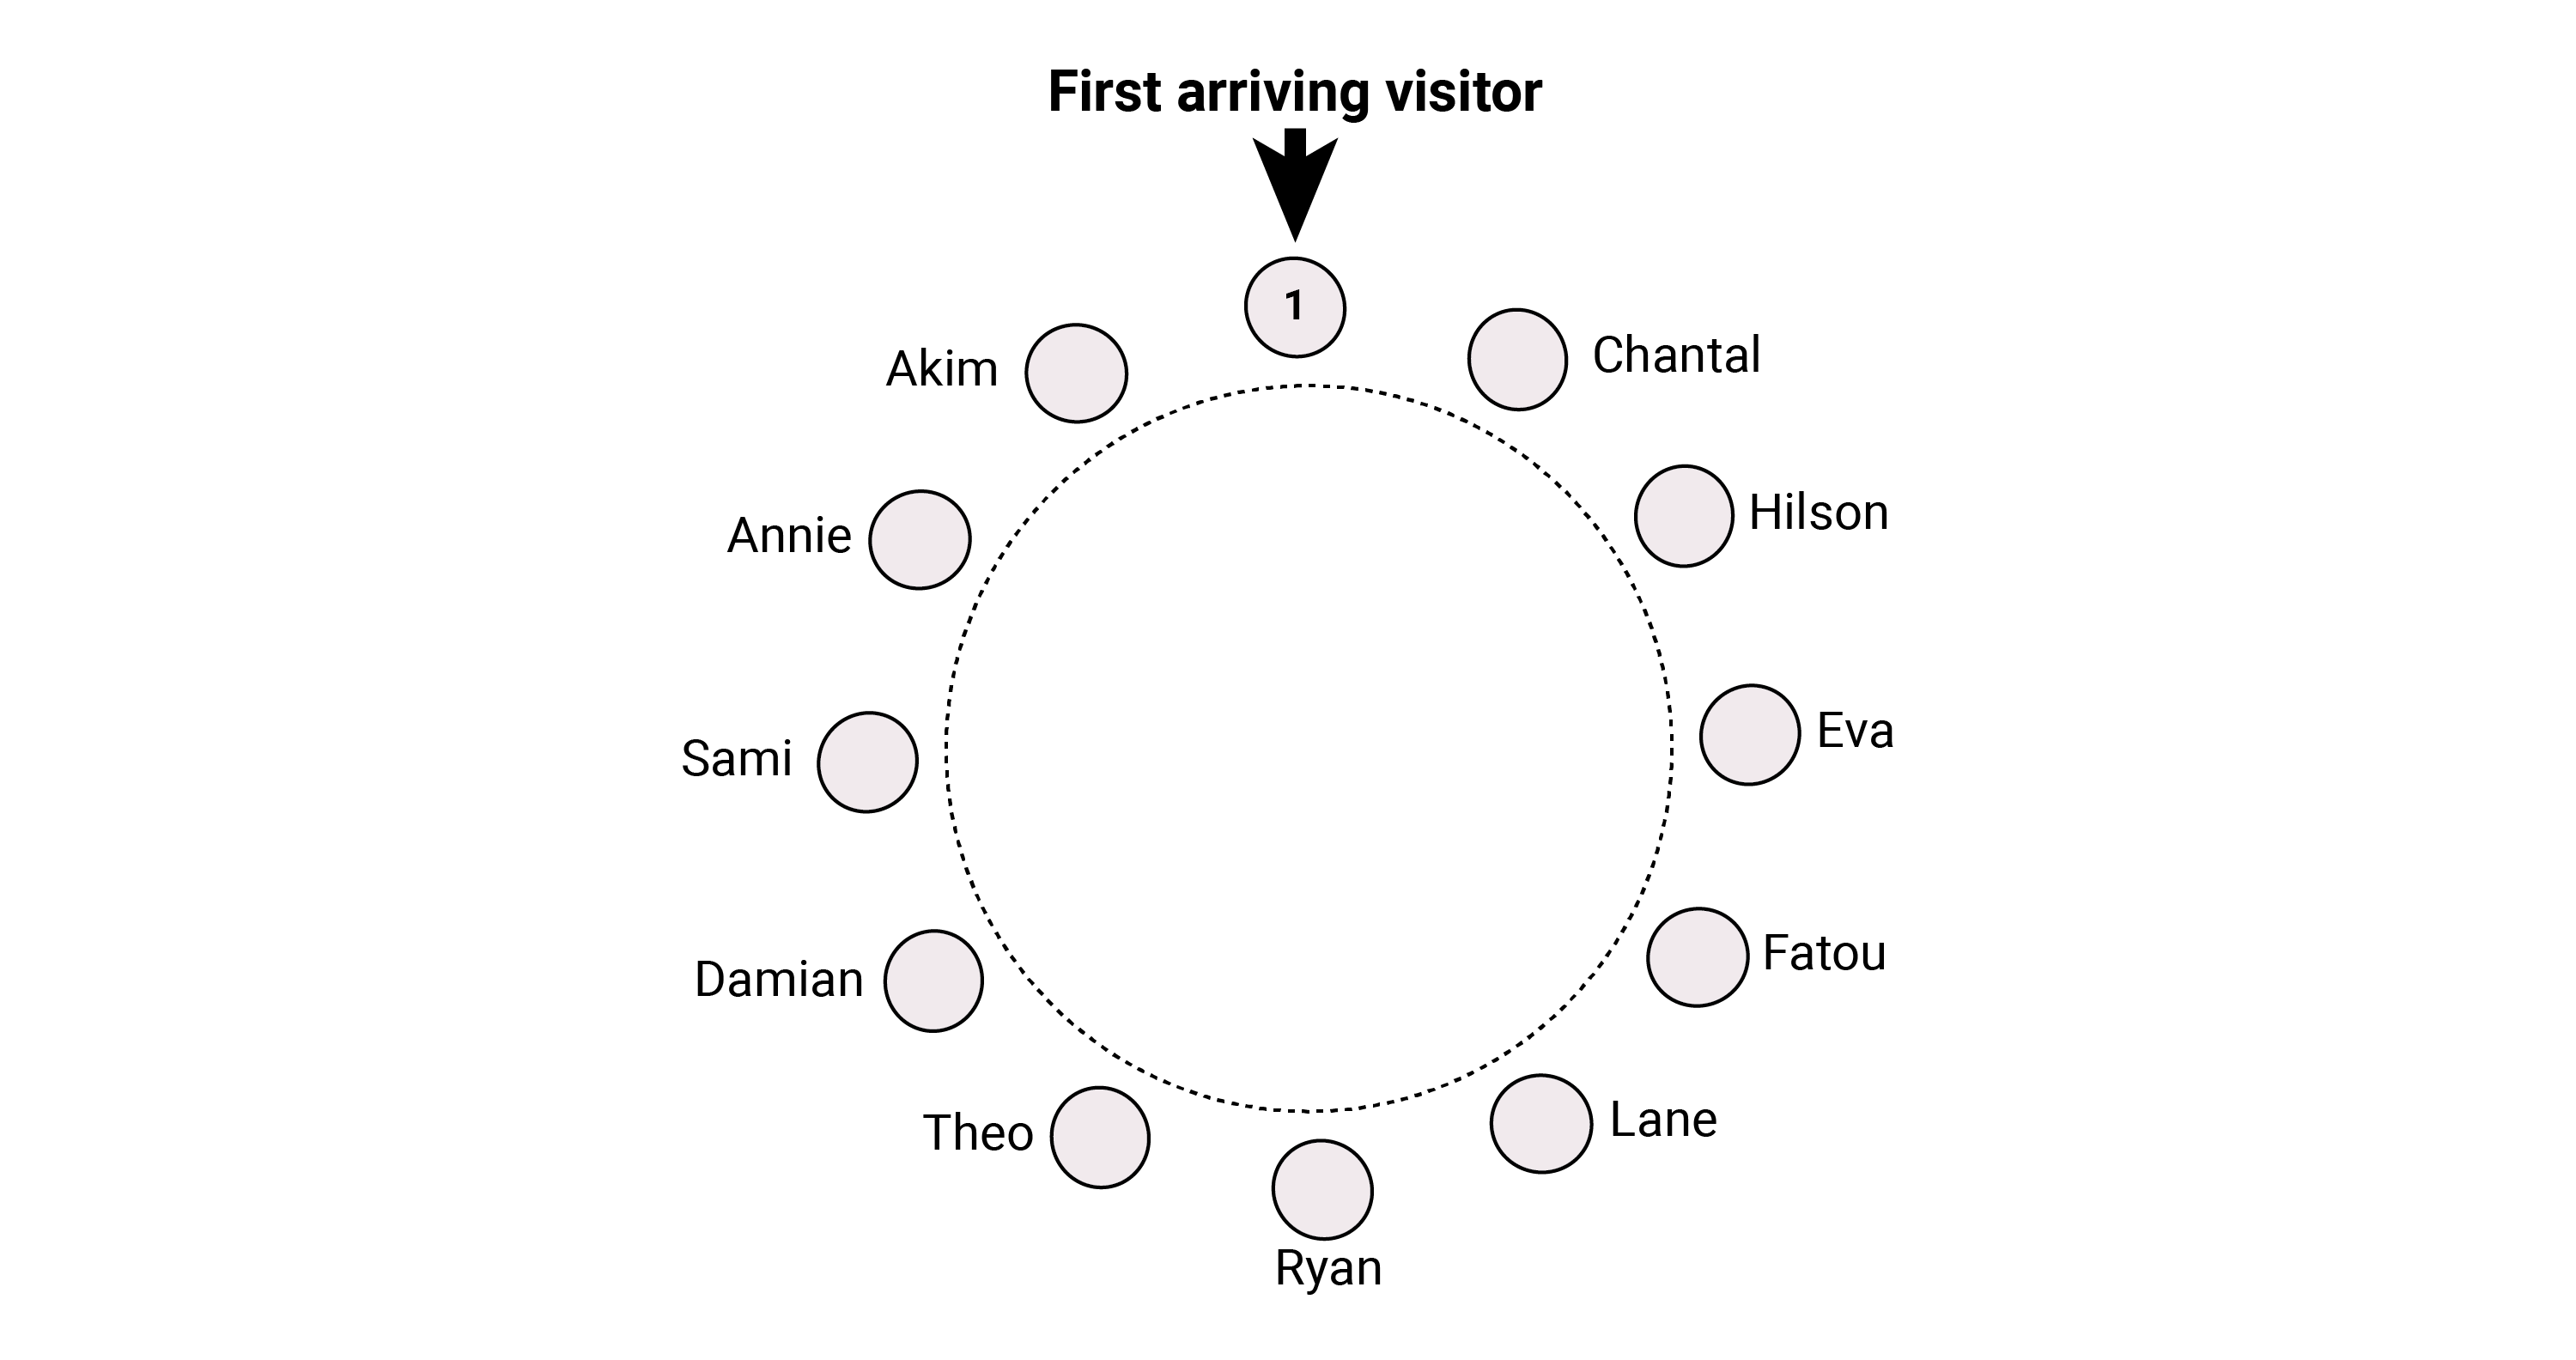 First arriving visitor
1
Chantal
Akim
Hilson
Annie
Eva
Sami
Fatou
Damian
Lane
Theo
Ryan